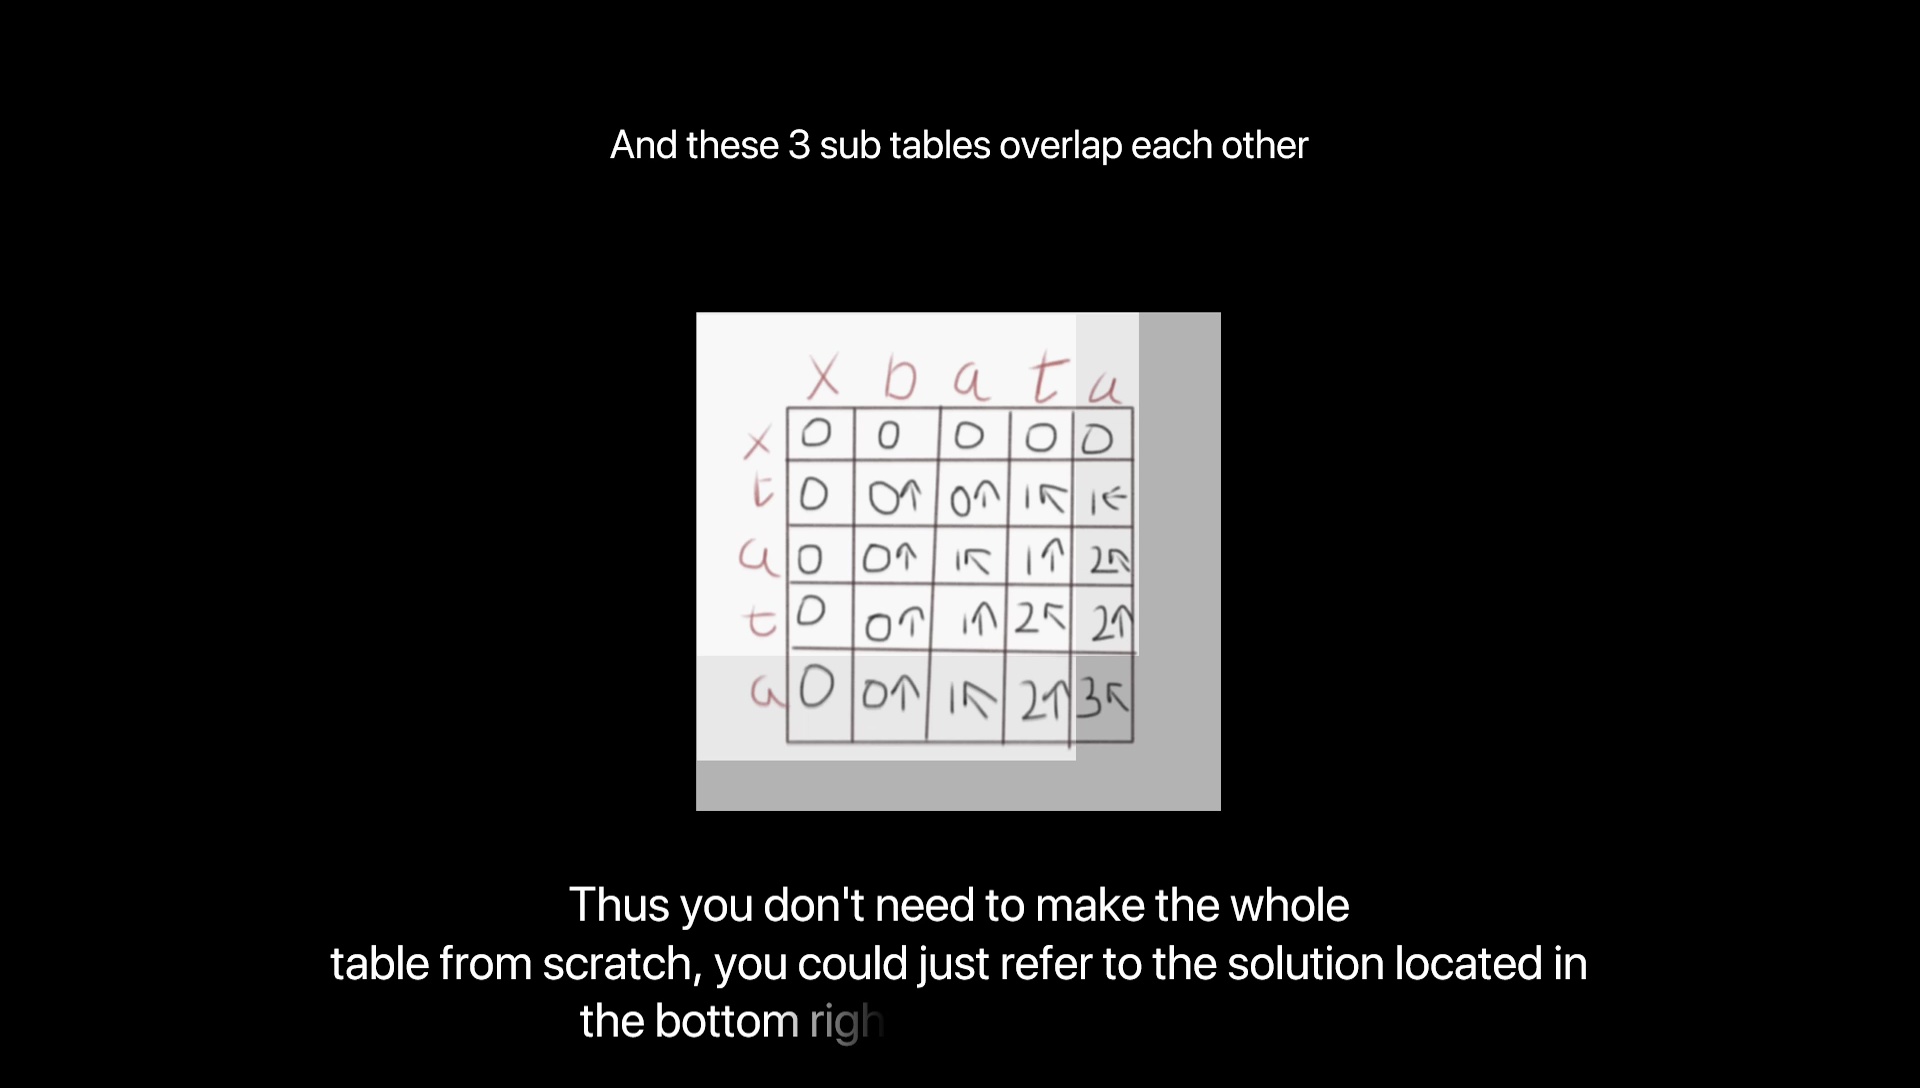 And these 3 sub tables overlap each other
x b a t a
x 0 0 0 0 0
t 0 0↑ 0↑ 1↖ 1←
a 0 0↑ 1↖ 1↑ 2↖
t 0 0↑ 1↑ 2↖ 2↑
a 0 0↑ 1↖ 2↑ 3↖
Thus you don't need to make the whole
table from scratch, you could just refer to the solution located in
the bottom righ